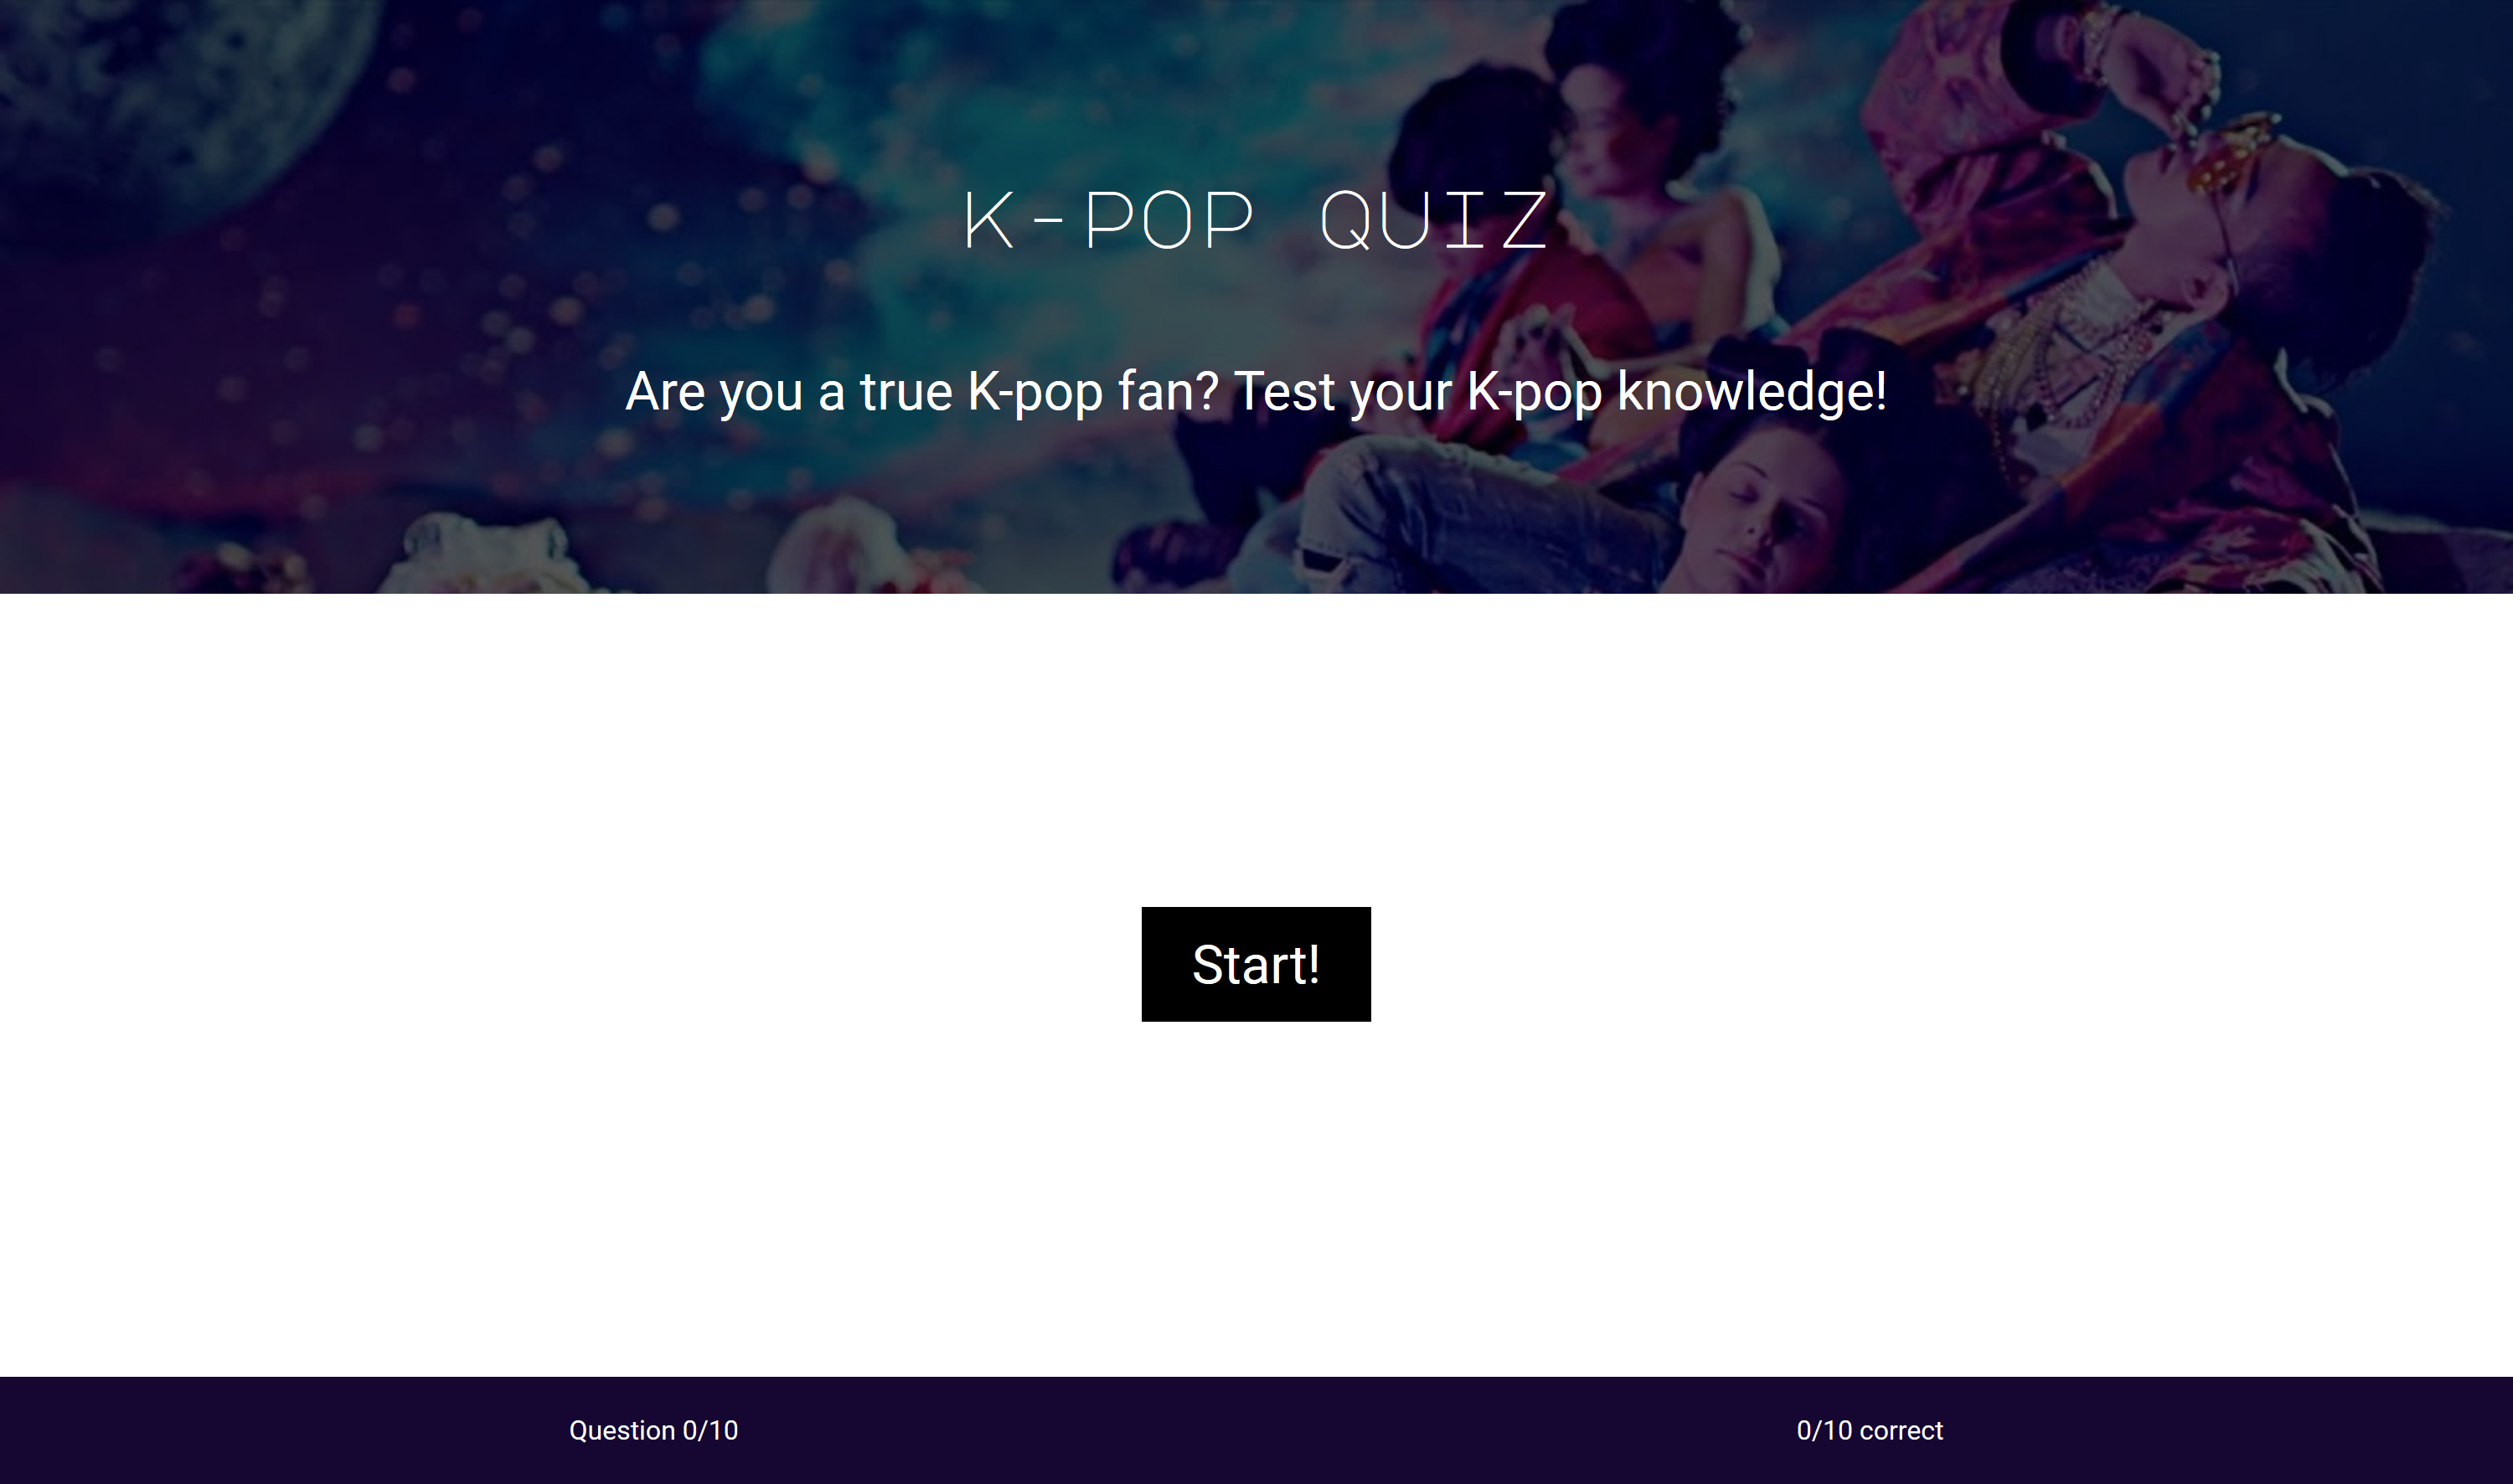 K-POP QUIZ
Are you a true K-pop fan? Test your K-pop knowledge!
Start!
Question 0/10
0/10 correct